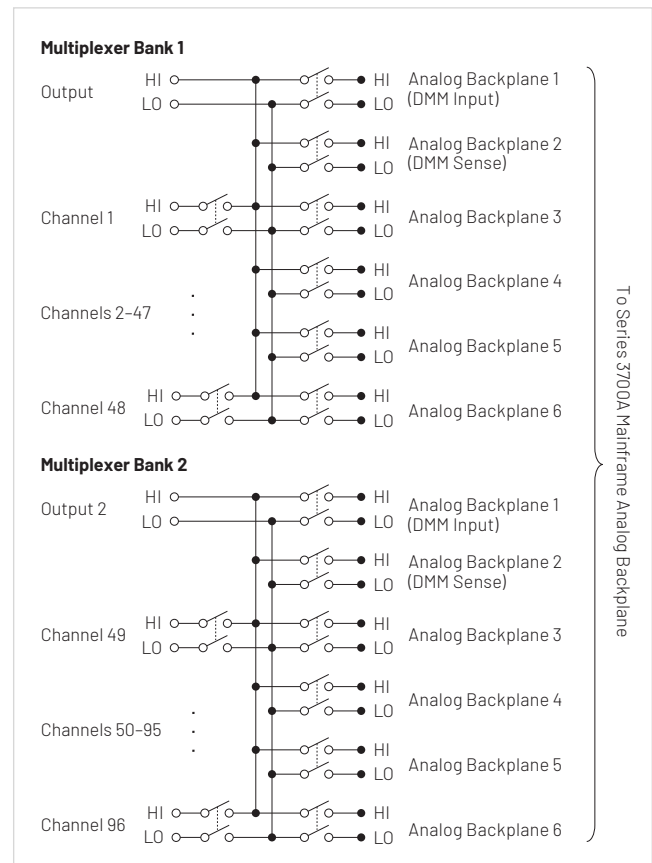 Multiplexer Bank 1
Output
HI
LO
HI
LO
Analog Backplane 1
(DMM Input)
HI
LO
Analog Backplane 2
(DMM Sense)
Channel 1
HI
LO
HI
LO
Analog Backplane 3
HI
LO
Analog Backplane 4
Channels 2–47
HI
LO
Analog Backplane 5
Channel 48
HI
LO
HI
LO
Analog Backplane 6
Multiplexer Bank 2
Output 2
HI
LO
HI
LO
Analog Backplane 1
(DMM Input)
HI
LO
Analog Backplane 2
(DMM Sense)
Channel 49
HI
LO
HI
LO
Analog Backplane 3
HI
LO
Analog Backplane 4
Channels 50–95
HI
LO
Analog Backplane 5
Channel 96
HI
LO
HI
LO
Analog Backplane 6
To Series 3700A Mainframe Analog Backplane